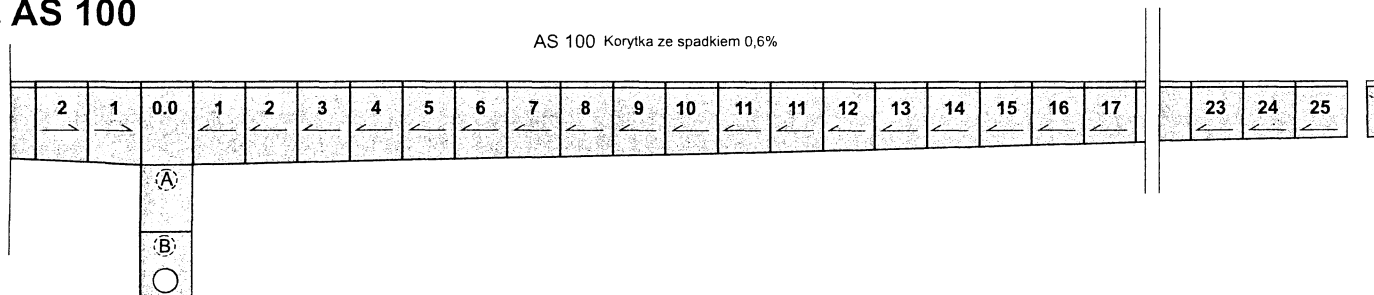 AS 100
AS 100 Korytka ze spadkiem 0,6%
2 1 0.0 1 2 3 4 5 6 7 8 9 10 11 11 12 13 14 15 16 17 23 24 25
A
B